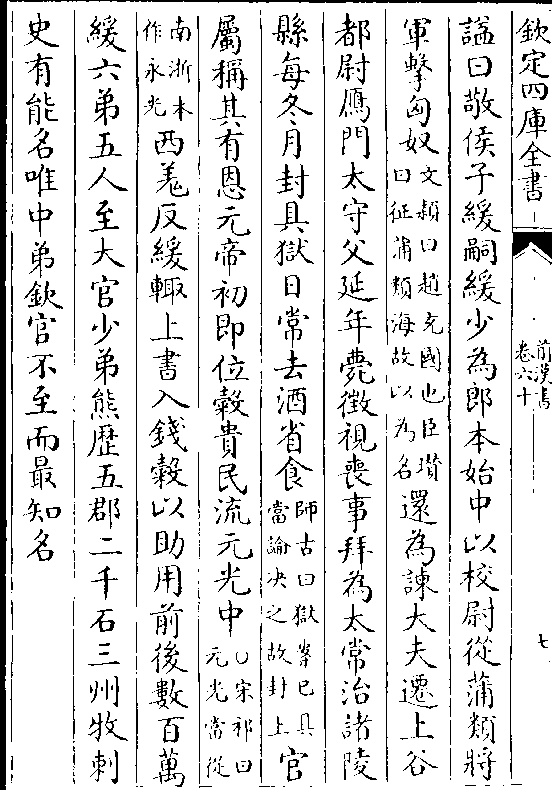 欽定四庫全書
前漢書
卷六十
七
諡曰敬侯子緩嗣緩少為郎本始中以校尉從蒲類將
軍擊匈奴文穎曰趙充國也臣瓚曰征蒲類海故以為名還為諫大夫遷上谷
都尉鴈門太守父延年薨徵視喪事拜為太常治諸陵
縣每冬月封具獄日常去酒省食師古曰獄案已具當論决之故封上官
屬稱其有恩元帝初即位穀貴民流元光中〇宋祁曰元光當從
南浙本作永光西羗反緩輙上書入錢穀以助用前後數百萬
緩六弟五人至大官少弟熊歴五郡二千石三州牧刺
史有能名唯中弟欽官不至而最知名